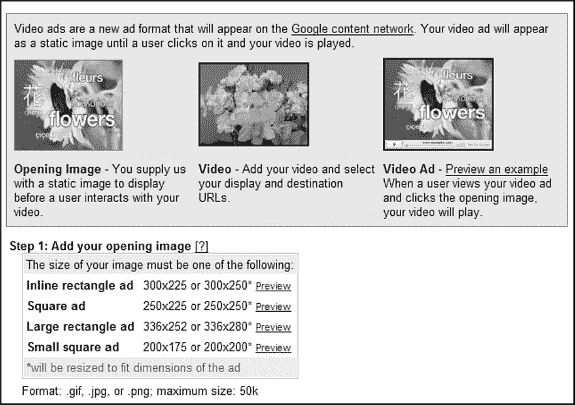 Video ads are a new ad format that will appear on the Google content network. Your video ad will appear
as a static image until a user clicks on it and your video is played.
fleurs
花
flowers
fleurs
花
flowers
Opening Image - You supply us
with a static image to display
before a user interacts with your
video.
Video - Add your video and select
your display and destination
URLs.
Video Ad - Preview an example
When a user views your video ad
and clicks the opening image,
your video will play.
Step 1: Add your opening image [?]
The size of your image must be one of the following:
Inline rectangle ad 300x225 or 300x250* Preview
Square ad 250x225 or 250x250* Preview
Large rectangle ad 336x252 or 336x280* Preview
Small square ad 200x175 or 200x200* Preview
*will be resized to fit dimensions of the ad
Format: .gif, .jpg, or .png; maximum size: 50k